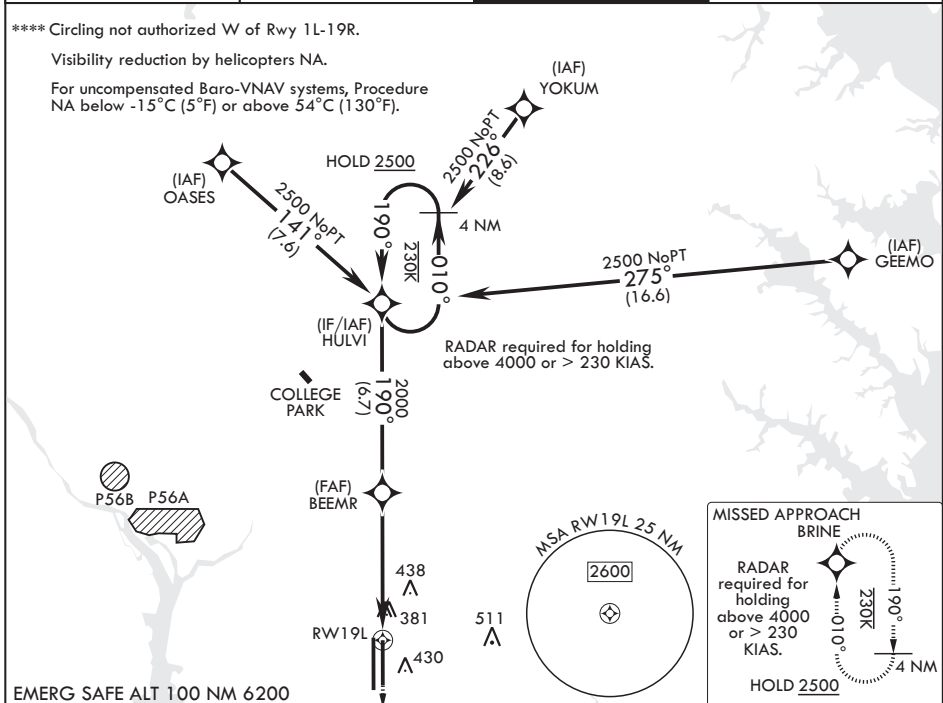 **** Circling not authorized W of Rwy 1L-19R.
Visibility reduction by helicopters NA.
For uncompensated Baro-VNAV systems, Procedure
NA below -15°C (5°F) or above 54°C (130°F).
(IAF)
YOKUM
2500 NoPT
226°
(8.6)
HOLD 2500
(IAF)
OASES
2500 NoPT
141°
(7.6)
190°
230K
010°
4 NM
2500 NoPT
275°
(16.6)
(IAF)
GEEMO
(IF/IAF)
HULVI
RADAR required for holding
above 4000 or > 230 KIAS.
COLLEGE
PARK
2000
190°
(6.7)
(FAF)
BEEMR
P56B
P56A
438
381
RW19L
430
511
MSA RW19L 25 NM
2600
MISSED APPROACH
BRINE
RADAR
required for
holding
above 4000
or > 230
KIAS.
010°
230K
190°
4 NM
HOLD 2500
EMERG SAFE ALT 100 NM 6200